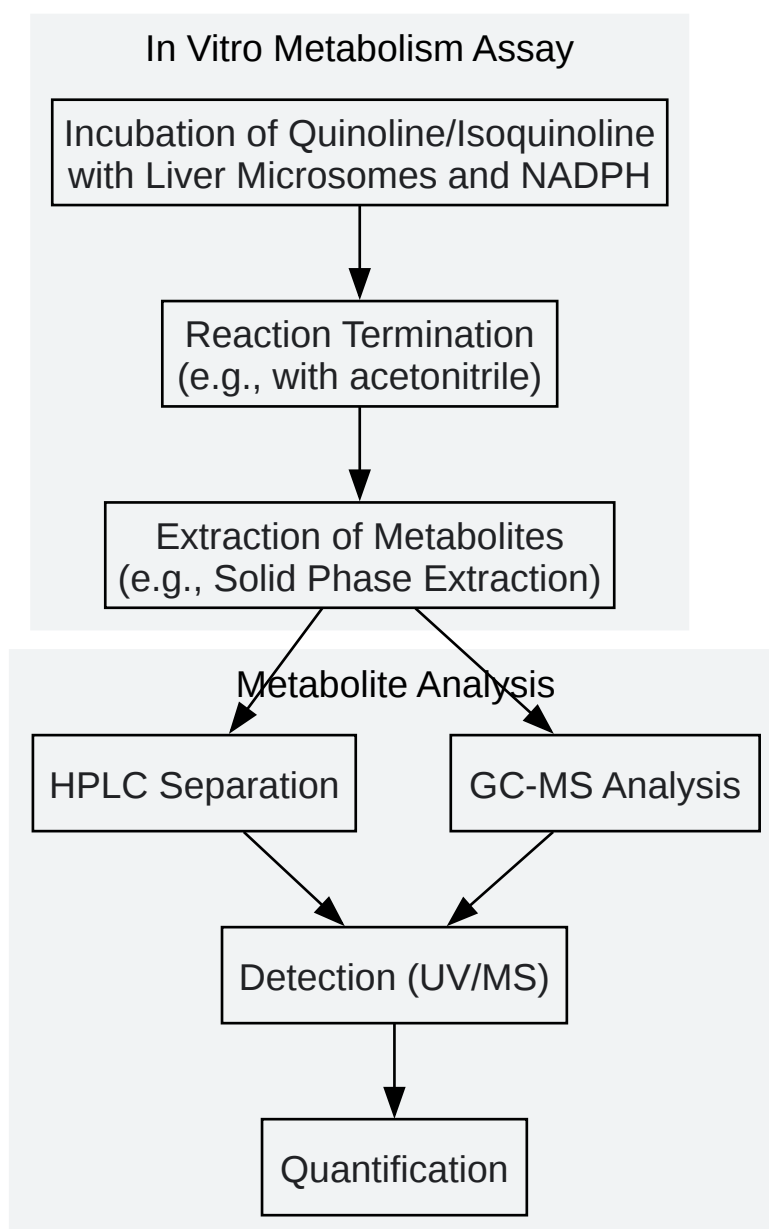 In Vitro Metabolism Assay
Incubation of Quinoline/Isoquinoline
with Liver Microsomes and NADPH
Reaction Termination
(e.g., with acetonitrile)
Extraction of Metabolites
(e.g., Solid Phase Extraction)
Metabolite Analysis
HPLC Separation
GC-MS Analysis
Detection (UV/MS)
Quantification